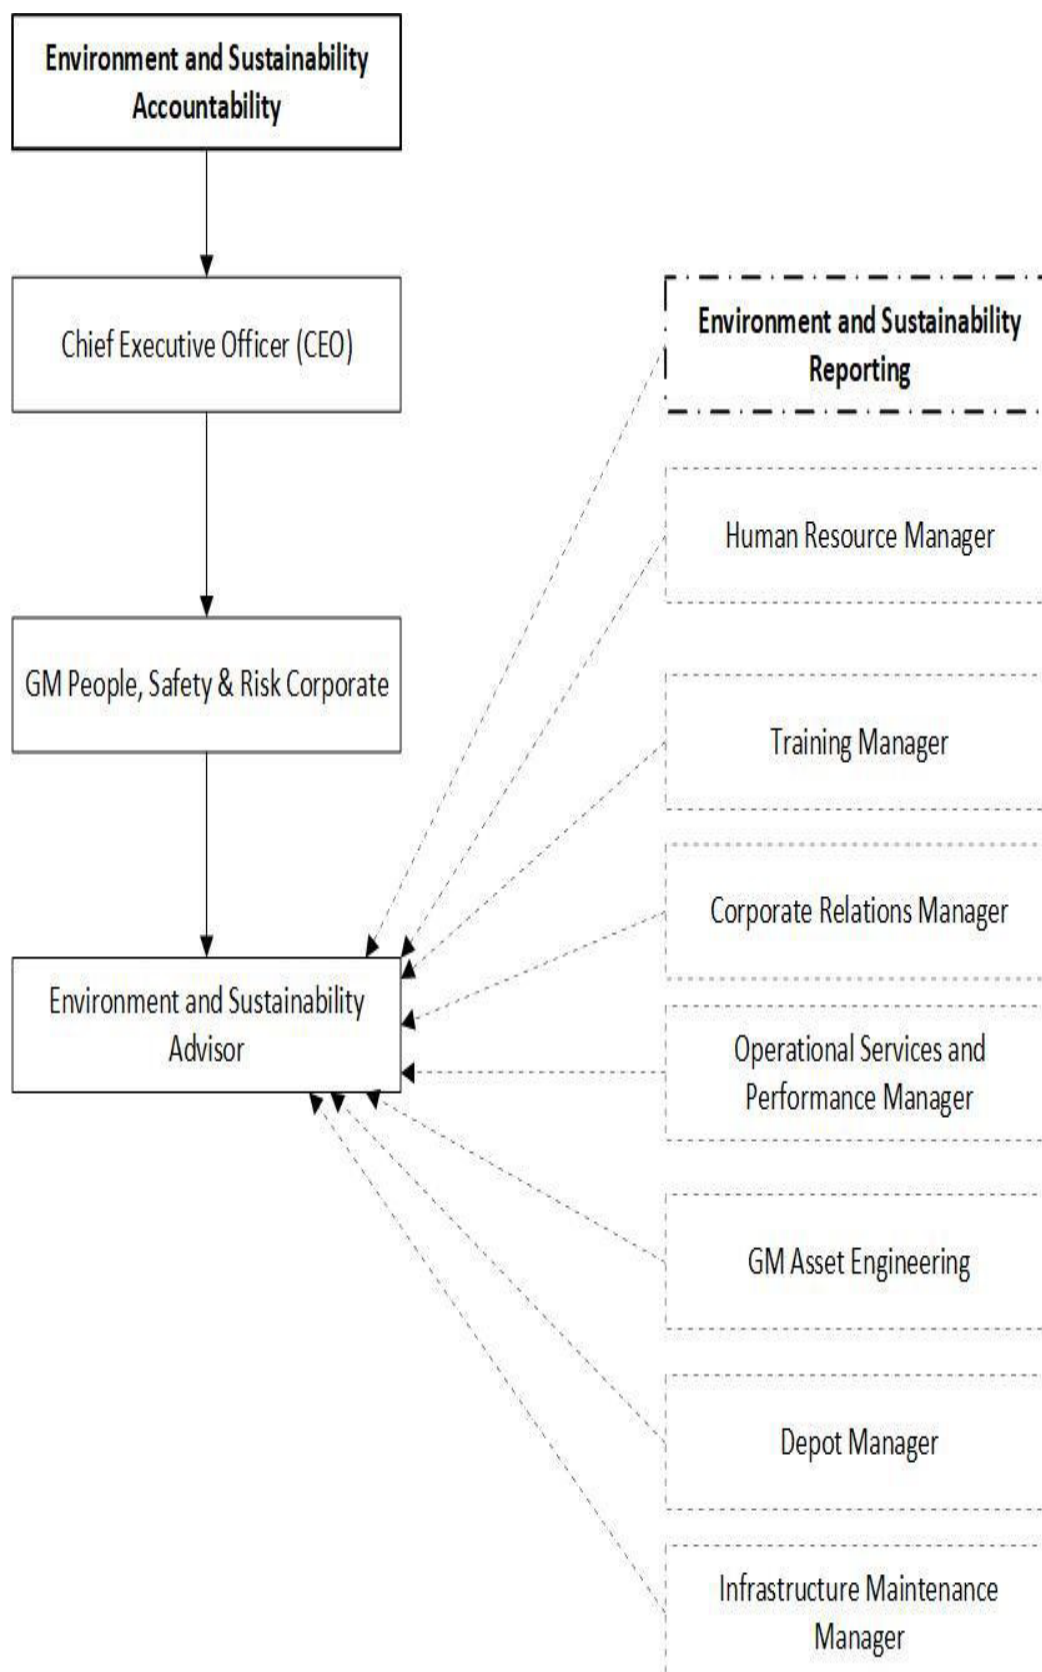 Environment and Sustainability
Accountability
Chief Executive Officer (CEO)
GM People, Safety & Risk Corporate
Environment and Sustainability
Advisor
Environment and Sustainability
Reporting
Human Resource Manager
Training Manager
Corporate Relations Manager
Operational Services and
Performance Manager
GM Asset Engineering
Depot Manager
Infrastructure Maintenance
Manager